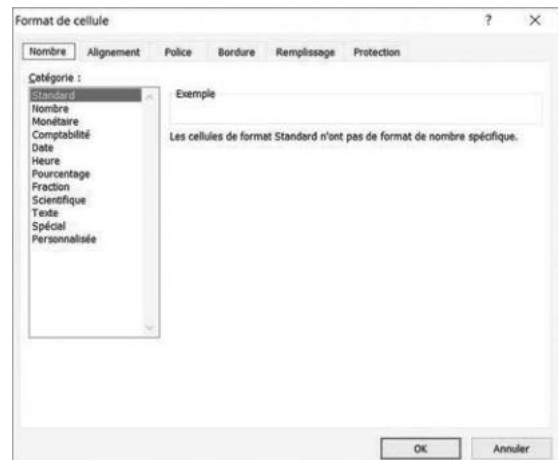 Format de cellule ? ×
Nombre Alignement Police Bordure Remplissage Protection
Catégorie :
Standard
Nombre
Monétaire
Comptabilité
Date
Heure
Pourcentage
Fraction
Scientifique
Texte
Spécial
Personnalisée
Exemple
Les cellules de format Standard n'ont pas de format de nombre spécifique.
OK Annuler